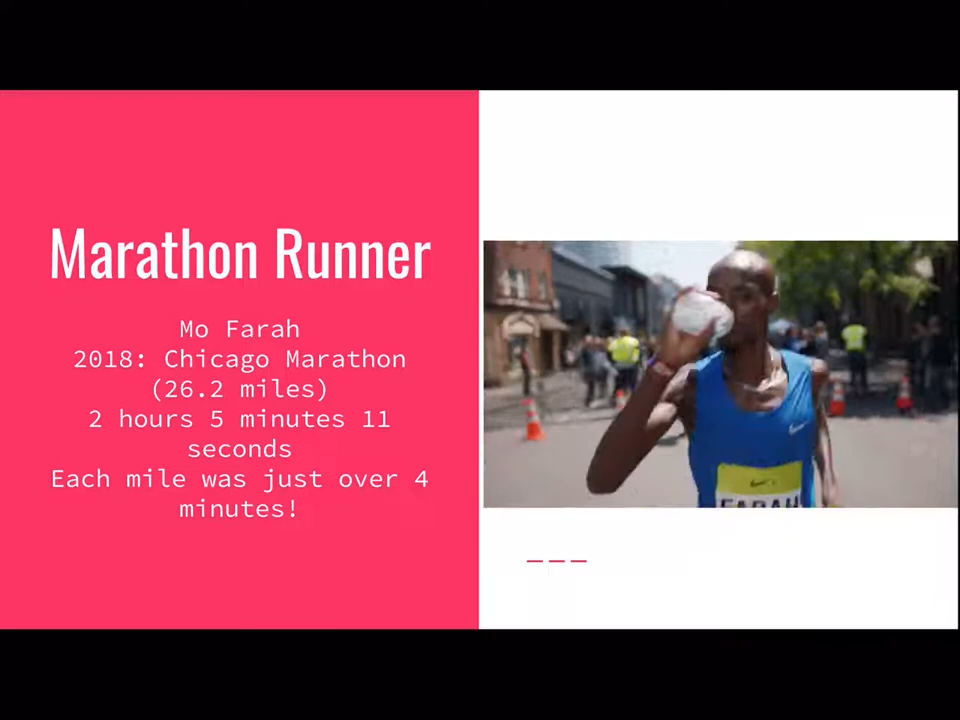 Marathon Runner
Mo Farah
2018: Chicago Marathon
(26.2 miles)
2 hours 5 minutes 11
seconds
Each mile was just over 4
minutes!
FARAH